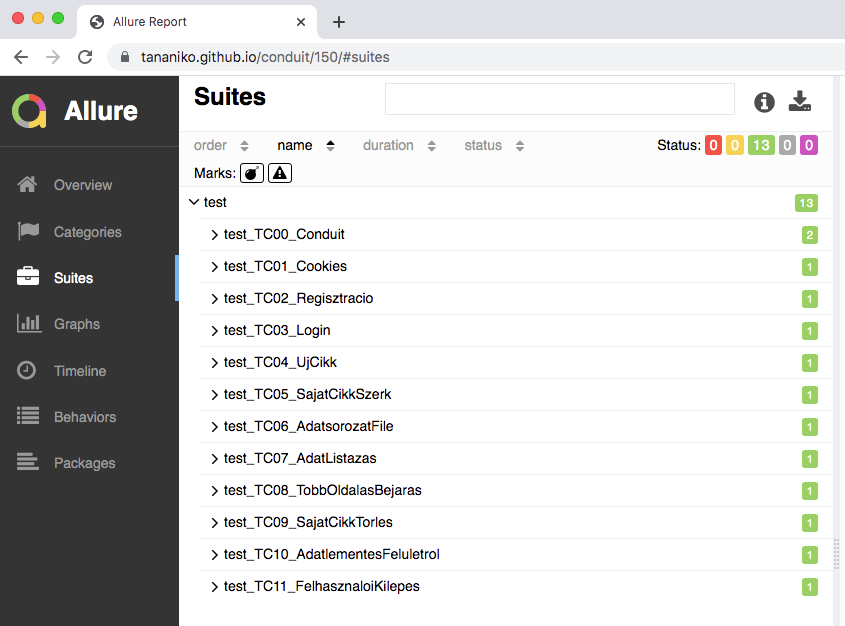 Allure Report
tananiko.github.io/conduit/150/#suites
Allure
Overview
Categories
Suites
Graphs
Timeline
Behaviors
Packages
Suites
order name duration status Status: 0 0 13 0 0
Marks:
test 13
test_TC00_Conduit 2
test_TC01_Cookies 1
test_TC02_Regisztracio 1
test_TC03_Login 1
test_TC04_UjCikk 1
test_TC05_SajatCikkSzerk 1
test_TC06_AdatsorozatFile 1
test_TC07_AdatListazas 1
test_TC08_TobbOldalasBejaras 1
test_TC09_SajatCikkTorles 1
test_TC10_AdatlementesFeluletrol 1
test_TC11_FelhasznaloiKilepes 1